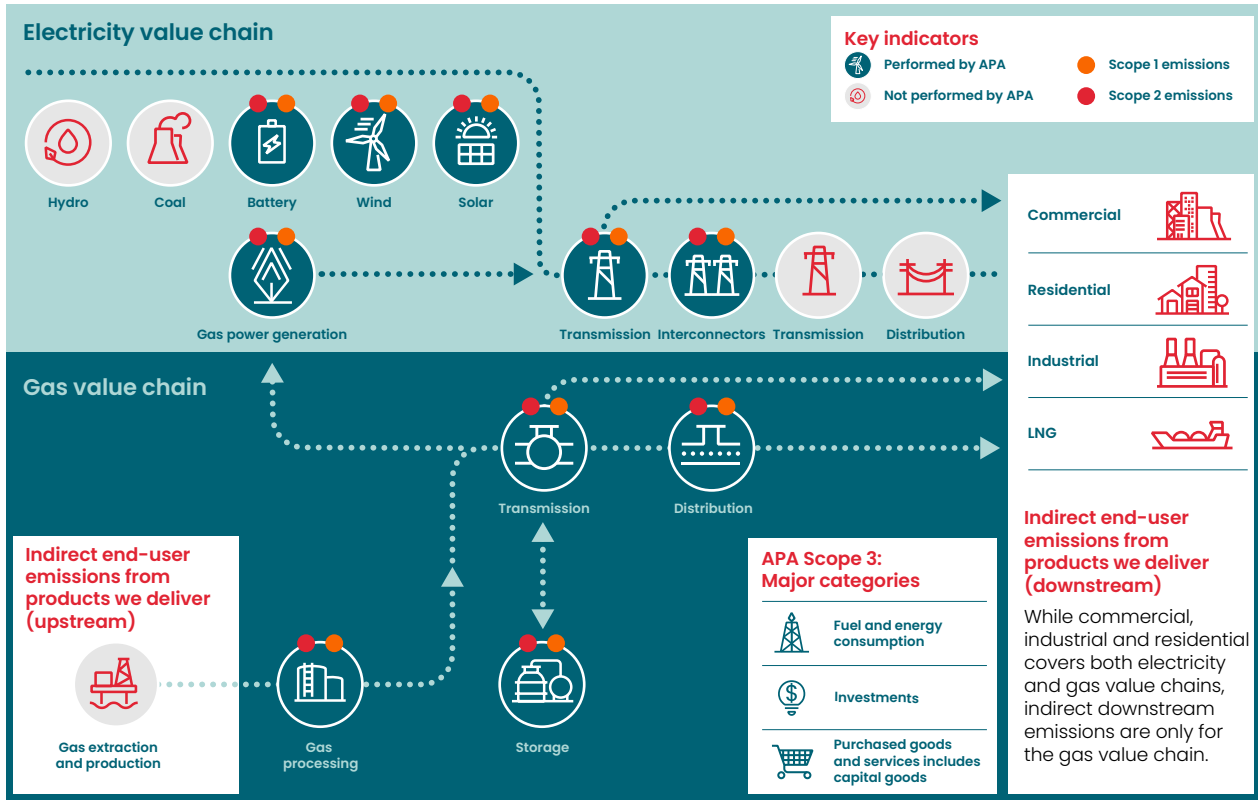 Electricity value chain
Key indicators
Performed by APA
Scope 1 emissions
Not performed by APA
Scope 2 emissions
Hydro
Coal
Battery
Wind
Solar
Gas power generation
Transmission
Interconnectors
Transmission
Distribution
Commercial
Residential
Industrial
LNG
Gas value chain
Transmission
Distribution
Indirect end-user
emissions from
products we deliver
(upstream)
Gas extraction
and production
Gas
processing
Storage
APA Scope 3:
Major categories
Fuel and energy
consumption
$
Investments
Purchased goods
and services includes
capital goods
Indirect end-user
emissions from
products we deliver
(downstream)
While commercial,
industrial and residential
covers both electricity
and gas value chains,
indirect downstream
emissions are only for
the gas value chain.